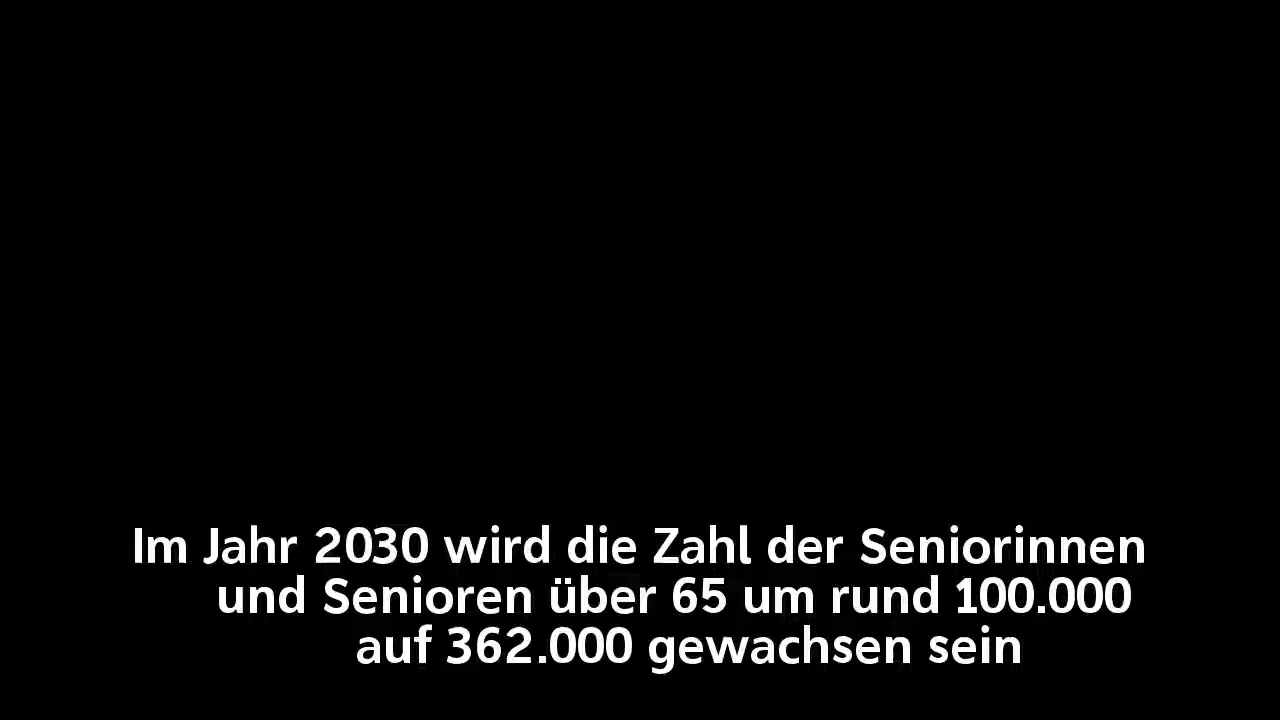 Im Jahr 2030 wird die Zahl der Seniorinnen
und Senioren über 65 um rund 100.000
auf 362.000 gewachsen sein